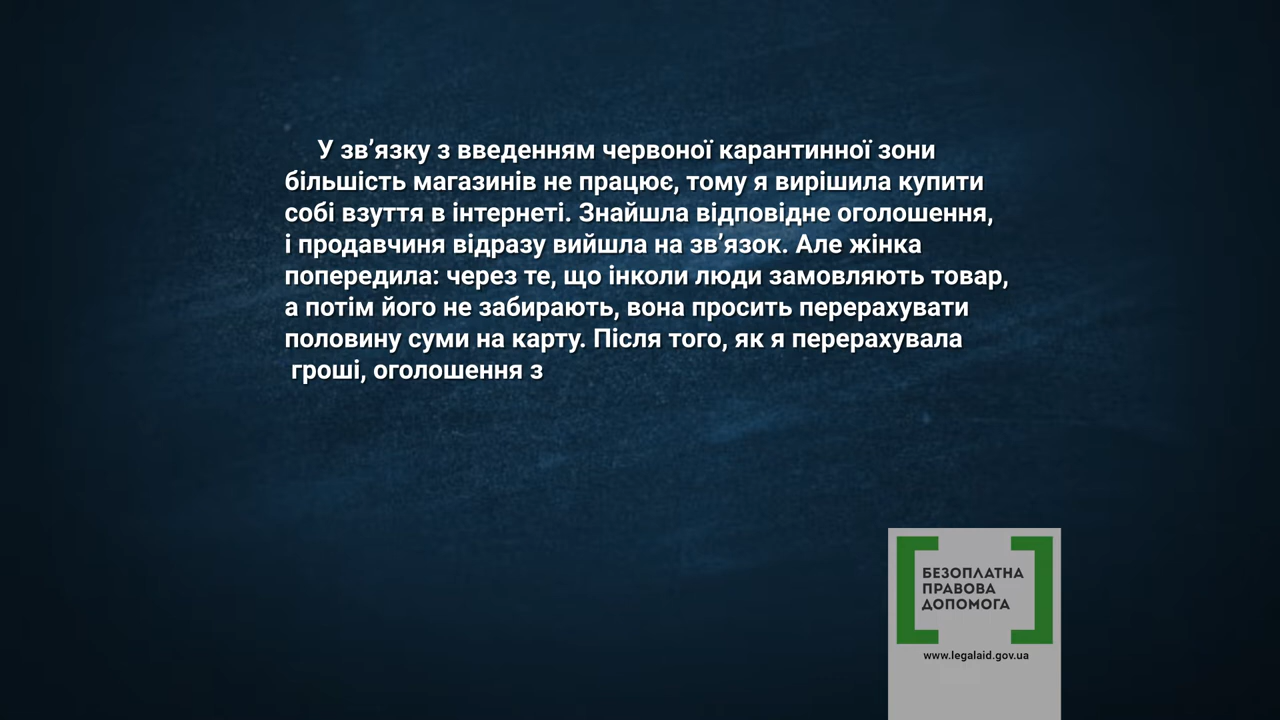 У зв’язку з введенням червоної карантинної зони
більшість магазинів не працює, тому я вирішила купити
собі взуття в інтернеті. Знайшла відповідне оголошення,
і продавчиня відразу вийшла на зв’язок. Але жінка
попередила: через те, що інколи люди замовляють товар,
а потім його не забирають, вона просить перерахувати
половину суми на карту. Після того, як я перерахувала
гроші, оголошення з
БЕЗОПЛАТНА
ПРАВОВА
ДОПОМОГА
www.legalaid.gov.ua